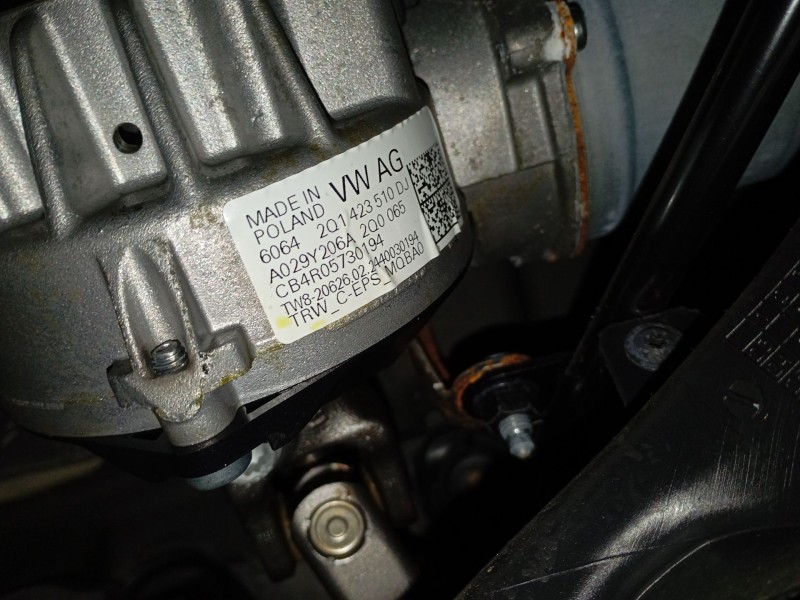 MADE IN
POLAND VW AG
6064 2Q1 423 510 DJ
A029Y206A 2Q0 065
CB4R05730194
TW8-20626.02.2440030194
TRW_C-EPS_MQBA0